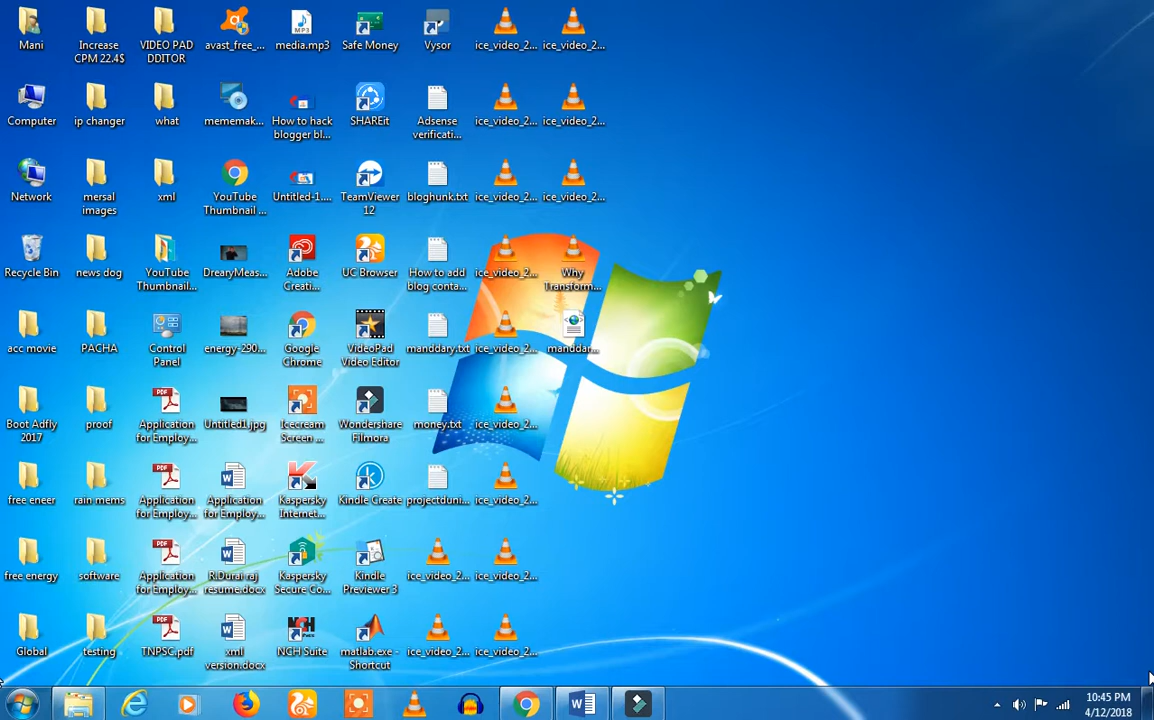 Mani
Increase
CPM 22.4$
VIDEO PAD
DDITOR
avast_free_...
media.mp3
Safe Money
Vysor
ice_video_2...
ice_video_2...
Computer
ip changer
what
mememak...
How to hack
blogger bl...
SHAREit
Adsense
verificati...
ice_video_2...
ice_video_2...
Network
mersal
images
xml
YouTube
Thumbnail ...
Untitled-1....
TeamViewer
12
bloghunk.txt
ice_video_2...
ice_video_2...
Recycle Bin
news dog
YouTube
Thumbnail...
DrearyMeas...
Adobe
Creati...
UC Browser
How to add
blog conta...
ice_video_2...
Why
Transform...
acc movie
PACHA
Control
Panel
energy-290...
Google
Chrome
VideoPad
Video Editor
manddary.txt
ice_video_2...
manddar...
Boot Adfly
2017
proof
Application
for Employ...
Untitled1.jpg
Icecream
Screen ...
Wondershare
Filmora
money.txt
ice_video_2...
free eneer
rain mems
Application
for Employ...
Application
for Employ...
Kaspersky
Internet...
Kindle Create
projectduni...
ice_video_2...
free energy
software
Application
for Employ...
R.Durai raj
resume.docx
Kaspersky
Secure Co...
Kindle
Previewer 3
ice_video_2...
ice_video_2...
Global
testing
TNPSC.pdf
xml
version.docx
NCH Suite
matlab.exe -
Shortcut
ice_video_2...
ice_video_2...
10:45 PM
4/12/2018